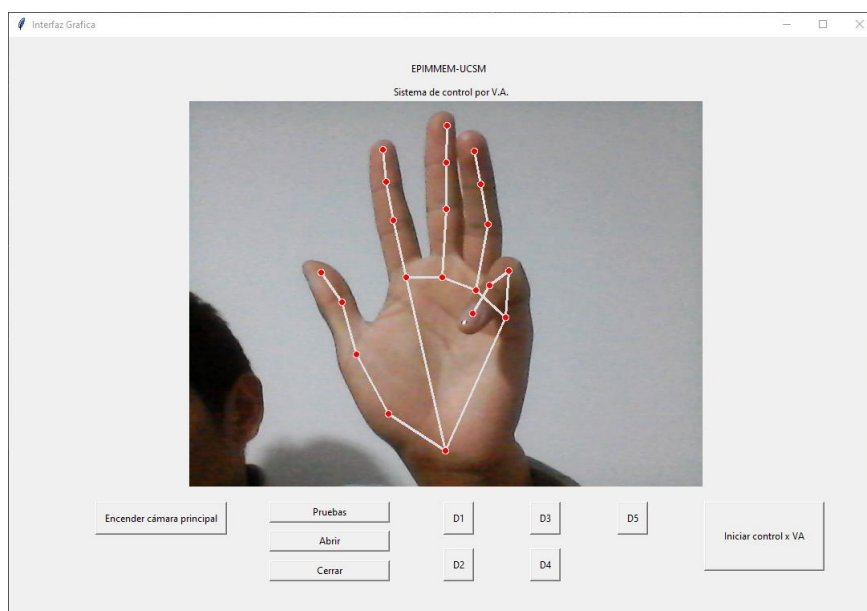 Interfaz Grafica
EPIMMEM-UCSM
Sistema de control por V.A.
Encender cámara principal
Pruebas
Abrir
Cerrar
D1
D2
D3
D4
D5
Iniciar control x VA